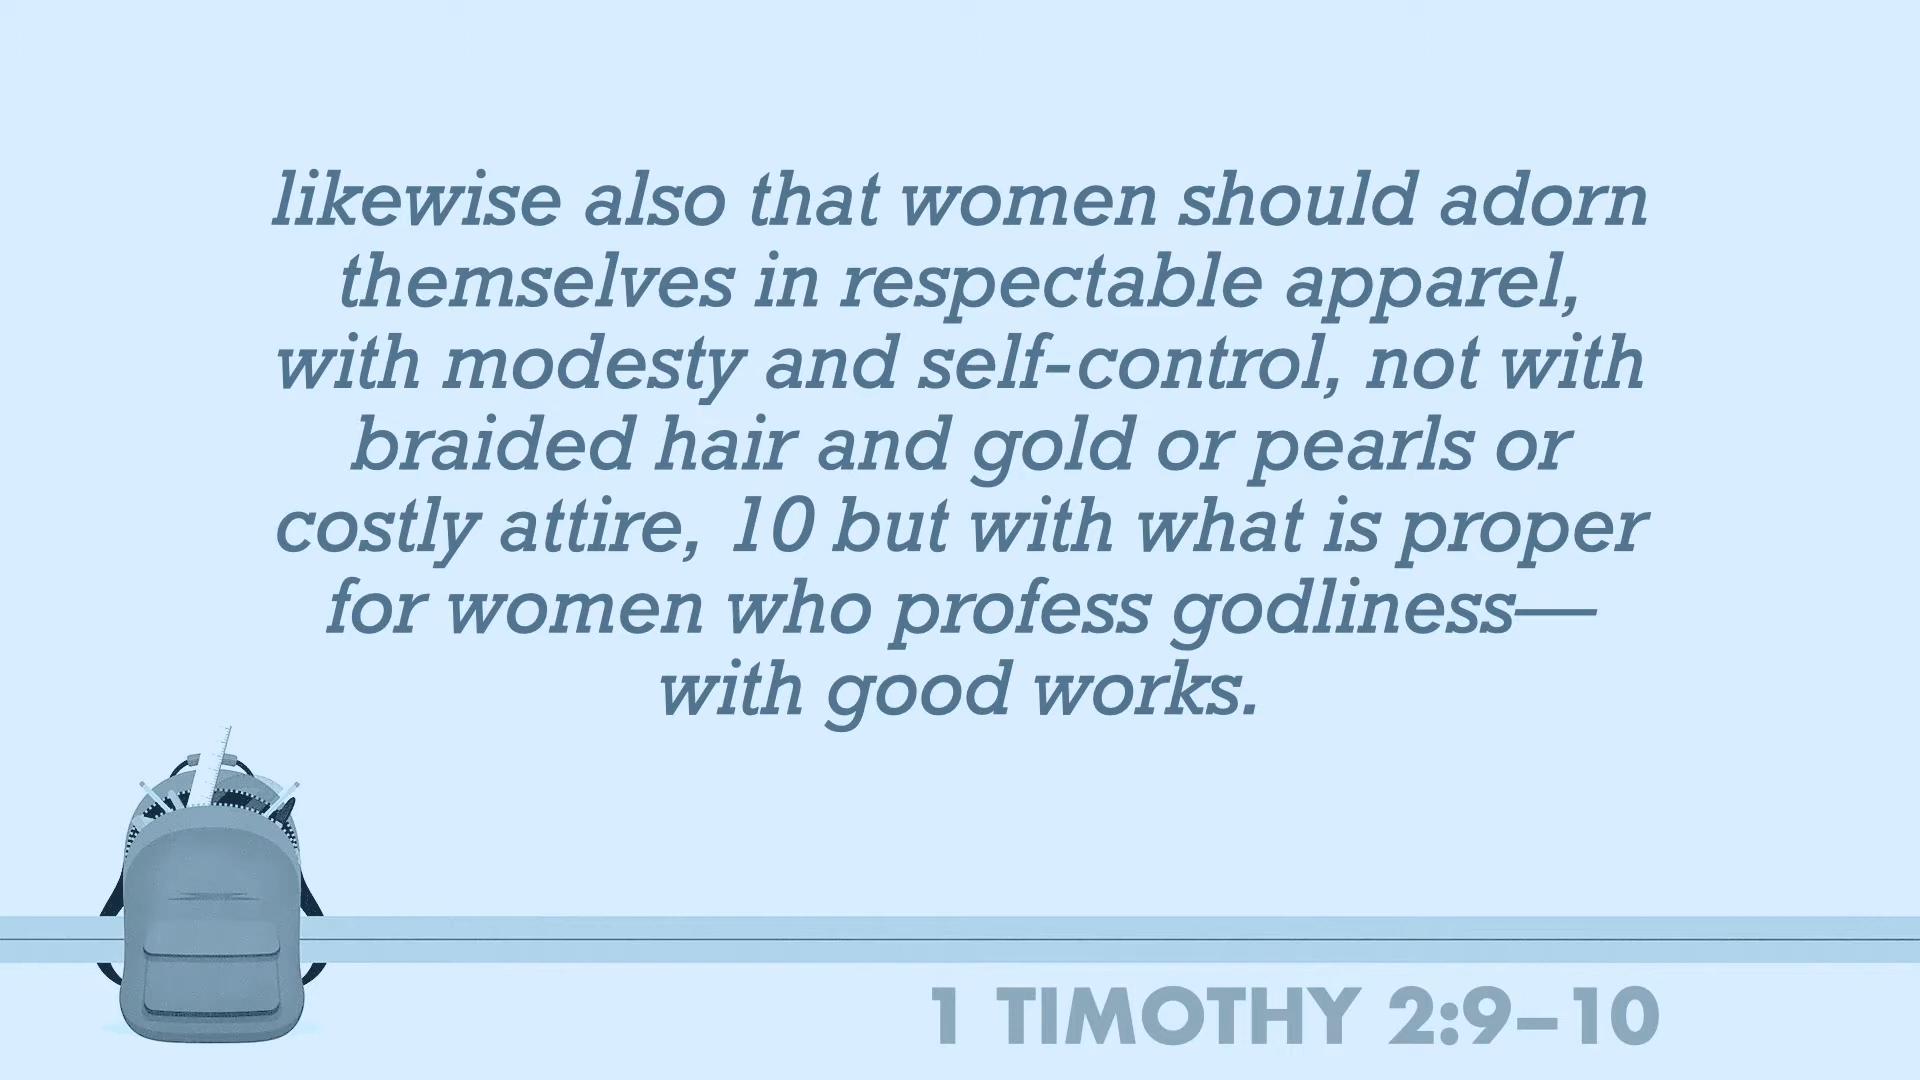 likewise also that women should adorn
themselves in respectable apparel,
with modesty and self-control, not with
braided hair and gold or pearls or
costly attire, 10 but with what is proper
for women who profess godliness—
with good works.
1 TIMOTHY 2:9–10